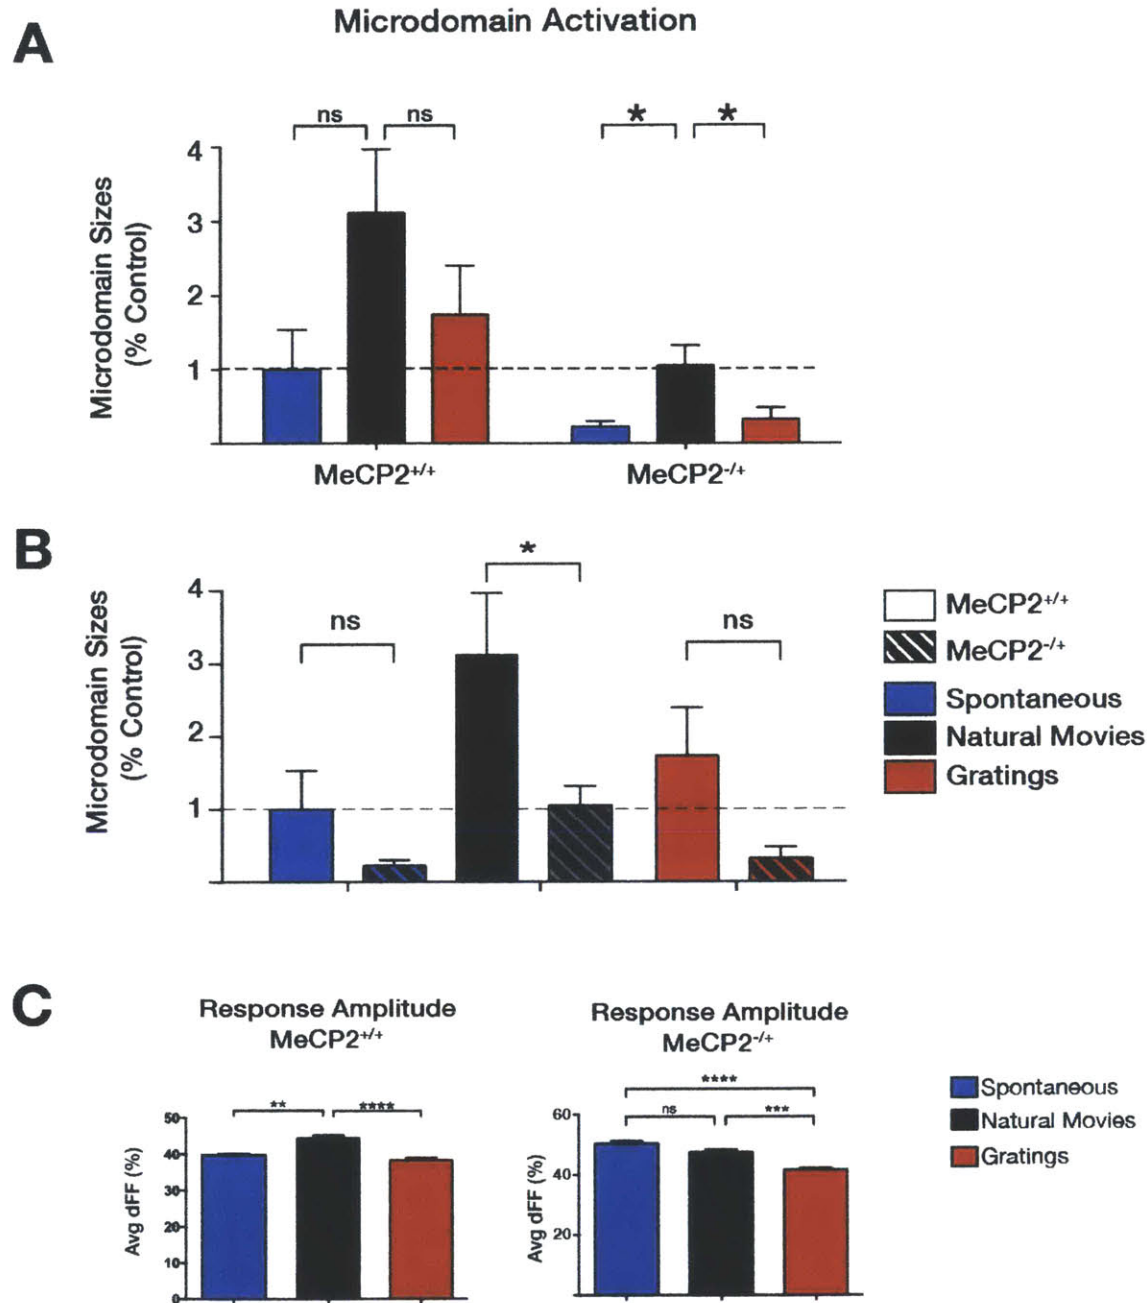 A
Microdomain Activation
ns
ns
*
*
4
3
2
1
Microdomain Sizes
(% Control)
MeCP2+/+
MeCP2-/+
B
*
ns
ns
4
3
2
1
Microdomain Sizes
(% Control)
MeCP2+/+
MeCP2-/+
Spontaneous
Natural Movies
Gratings
C
Response Amplitude
MeCP2+/+
**
****
50
40
30
20
10
0
Avg dFF (%)
Response Amplitude
MeCP2-/+
****
ns
***
60
40
20
Avg dFF (%)
Spontaneous
Natural Movies
Gratings